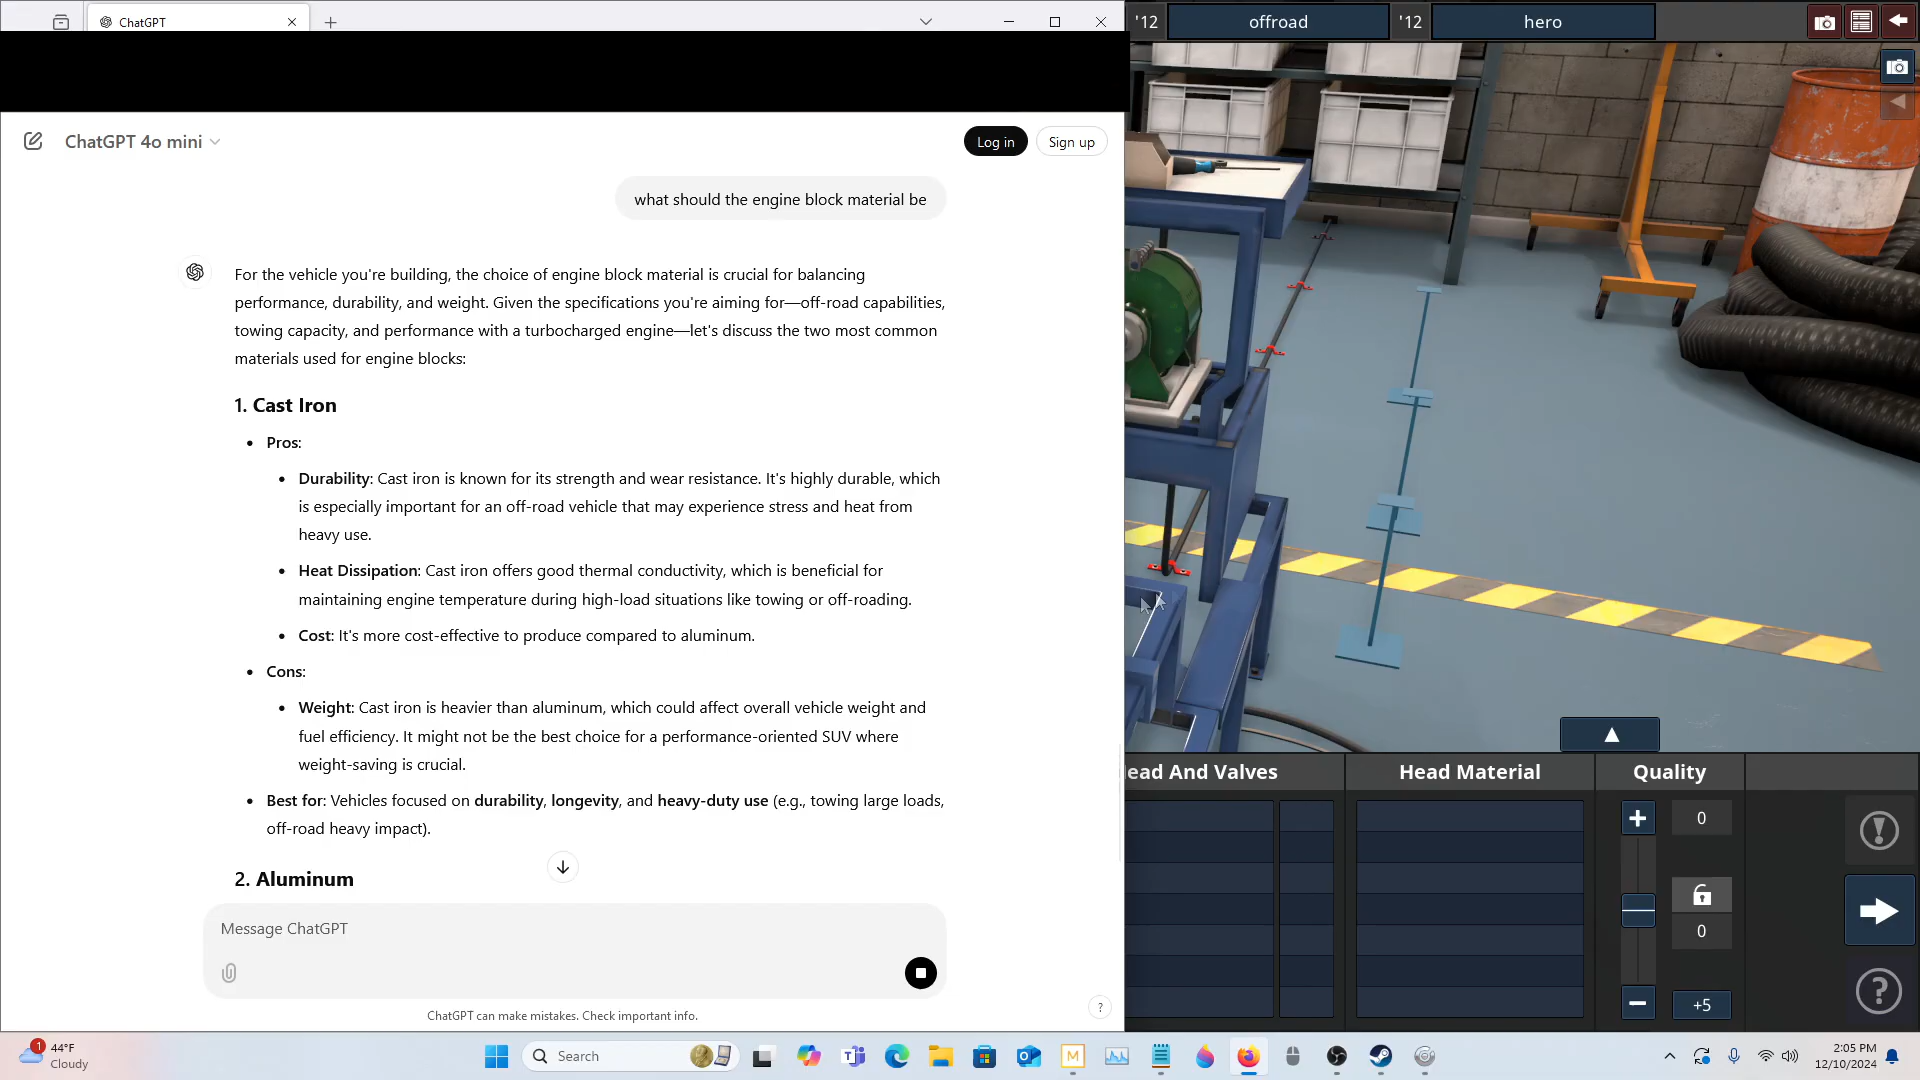 ChatGPT
'12 offroad '12 hero
ChatGPT 4o mini
Log in
Sign up
what should the engine block material be
For the vehicle you're building, the choice of engine block material is crucial for balancing
performance, durability, and weight. Given the specifications you're aiming for—off-road capabilities,
towing capacity, and performance with a turbocharged engine—let's discuss the two most common
materials used for engine blocks:
1. Cast Iron
Pros:
Durability: Cast iron is known for its strength and wear resistance. It's highly durable, which
is especially important for an off-road vehicle that may experience stress and heat from
heavy use.
Heat Dissipation: Cast iron offers good thermal conductivity, which is beneficial for
maintaining engine temperature during high-load situations like towing or off-roading.
Cost: It's more cost-effective to produce compared to aluminum.
Cons:
Weight: Cast iron is heavier than aluminum, which could affect overall vehicle weight and
fuel efficiency. It might not be the best choice for a performance-oriented SUV where
weight-saving is crucial.
Best for: Vehicles focused on durability, longevity, and heavy-duty use (e.g., towing large loads,
off-road heavy impact).
2. Aluminum
Message ChatGPT
ChatGPT can make mistakes. Check important info.
?
ead And Valves
Head Material
Quality
0
0
+5
1
44°F
Cloudy
Search
2:05 PM
12/10/2024